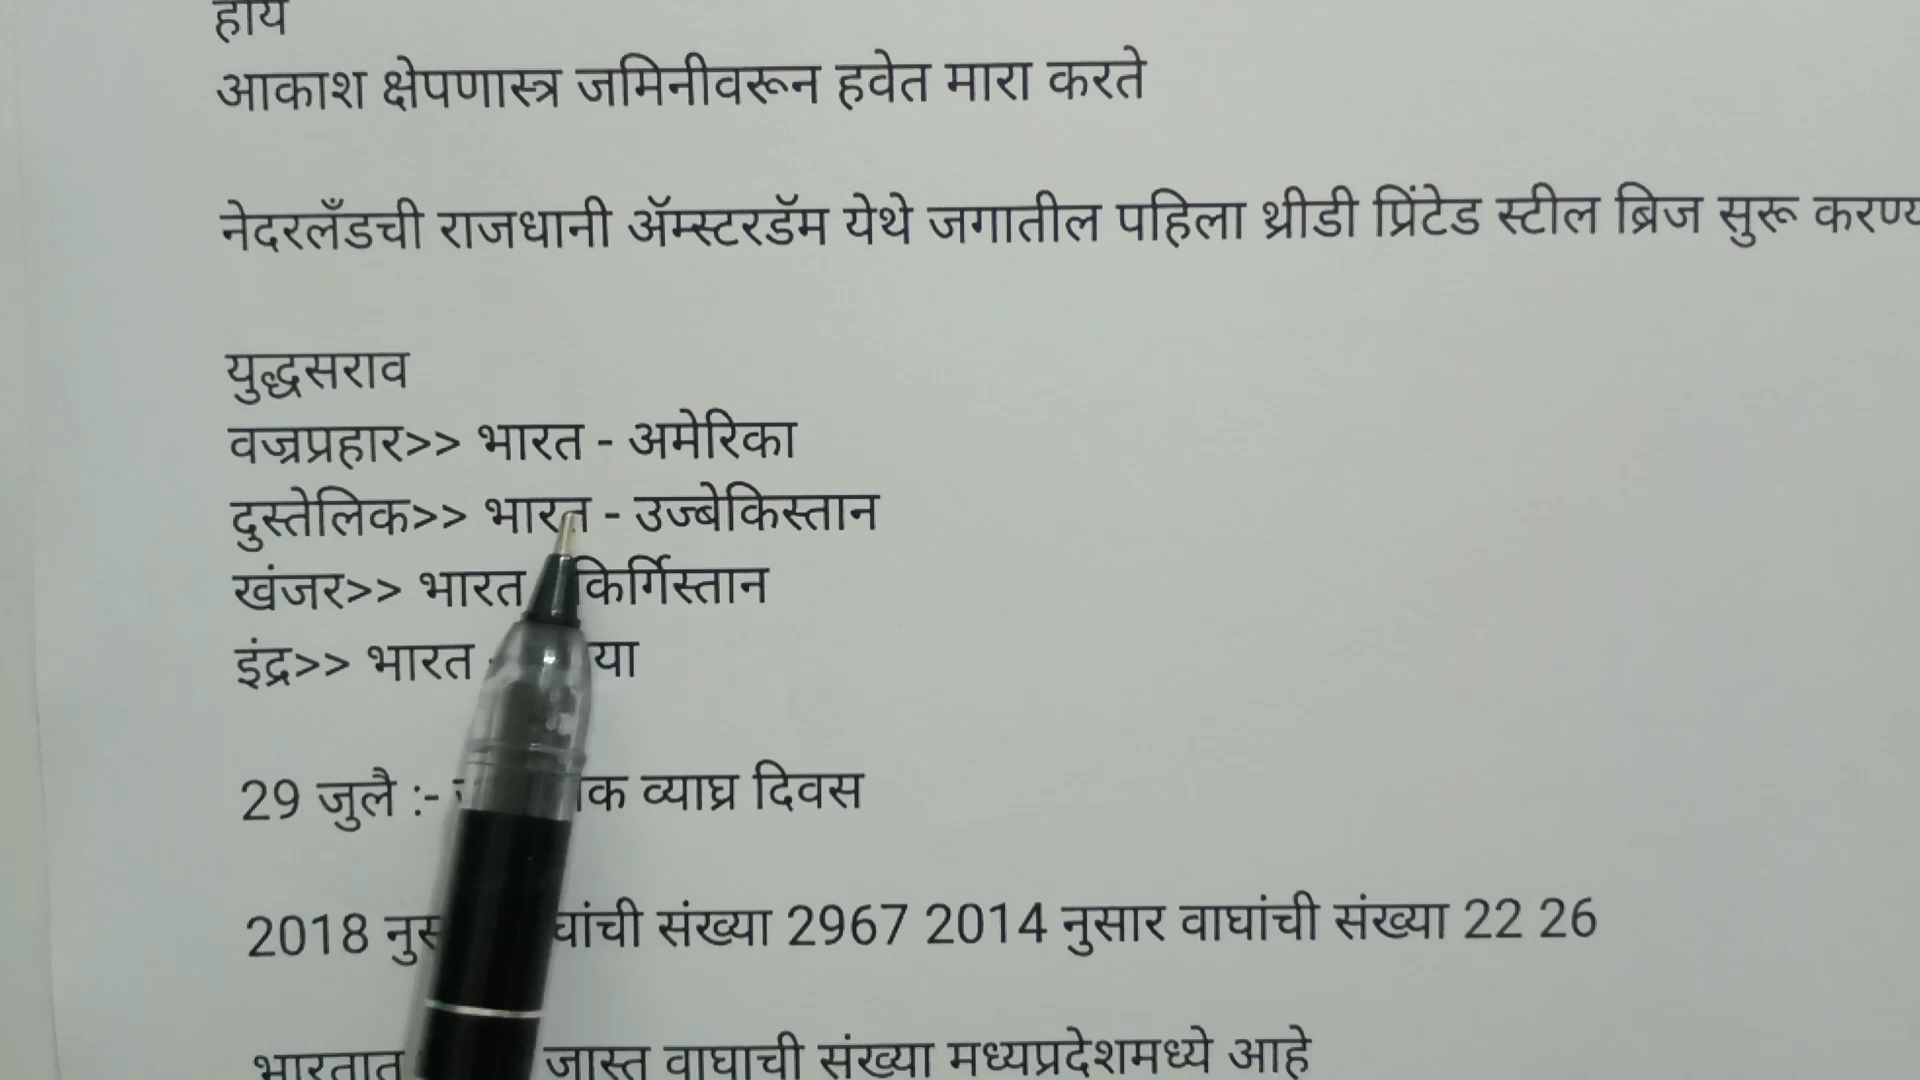 हाय
आकाश क्षेपणास्त्र जमिनीवरून हवेत मारा करते
नेदरलँडची राजधानी ॲम्स्टरडॅम येथे जगातील पहिला थ्रीडी प्रिंटेड स्टील ब्रिज सुरू
युद्धसराव
वज्रप्रहार>> भारत - अमेरिका
दुस्तेलिक>> भारत - उज्बेकिस्तान
खंजर>> भारत किर्गिस्तान
इंद्र>> भारत -
29 जुलै :- व्याघ्र दिवस
2018 संख्या 2967 2014 नुसार वाघांची संख्या 22 26
भारतात जास्त वाघाची संख्या मध्यप्रदेशमध्ये आहे